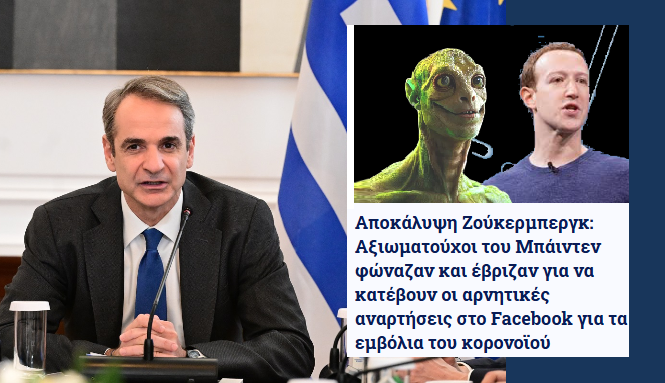 Αποκάλυψη Ζούκερμπεργκ:
Αξιωματούχοι του Μπάιντεν
φώναζαν και έβριζαν για να
κατέβουν οι αρνητικές
αναρτήσεις στο Facebook για τα
εμβόλια του κορονοϊού